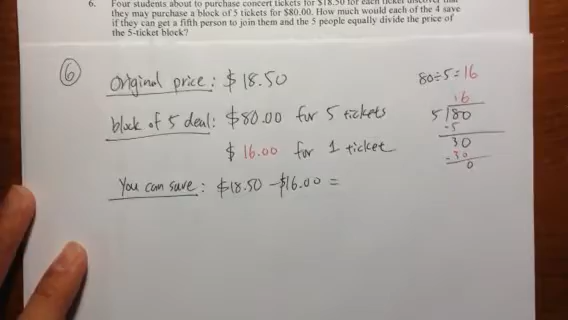 6. Four students about to purchase concert tickets for $18.50 for each ticket discover that
they may purchase a block of 5 tickets for $80.00. How much would each of the 4 save
if they can get a fifth person to join them and the 5 people equally divide the price of
the 5-ticket block?
6
Original price: $18.50
block of 5 deal: $80.00 for 5 tickets
$16.00 for 1 ticket
You can save: $18.50 - $16.00 =
80÷5=16
16
5 80
-5
30
-30
0